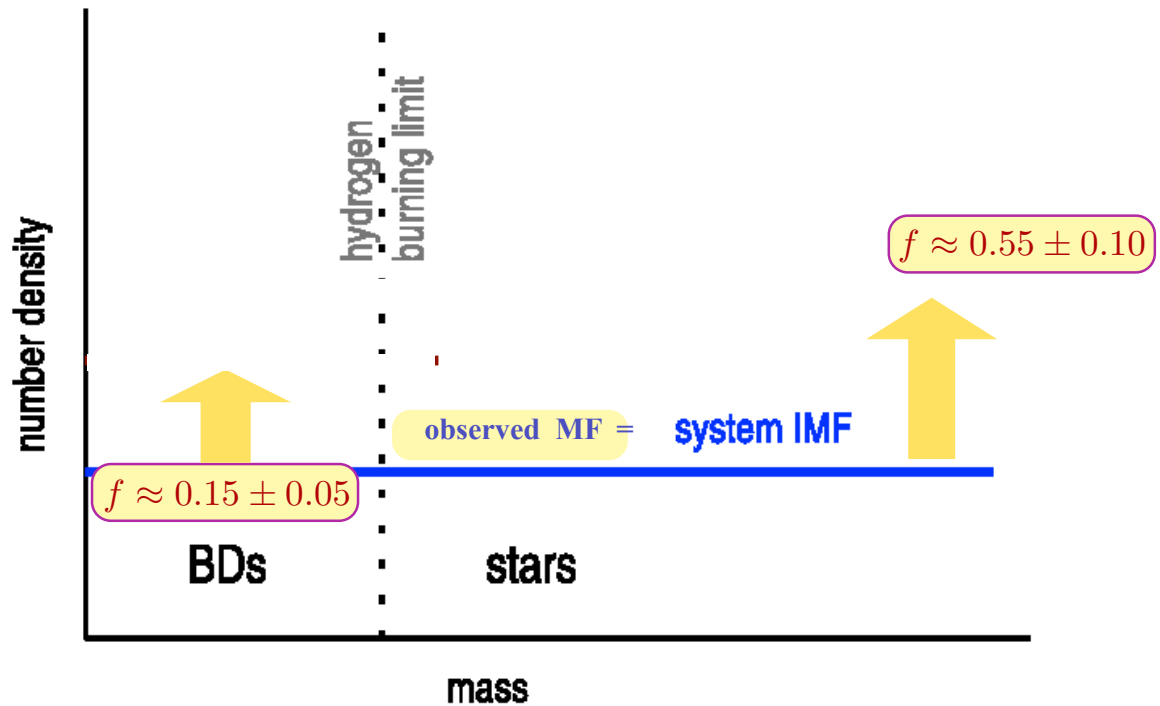 hydrogen
burning limit
number density
f ≈ 0.55 ± 0.10
observed MF = system IMF
f ≈ 0.15 ± 0.05
BDs
stars
mass